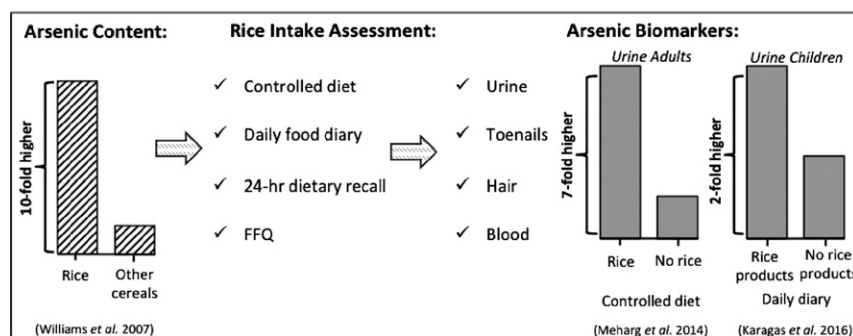 Arsenic Content:
10-fold higher
Rice
Other
cereals
(Williams et al. 2007)
Rice Intake Assessment:
✓ Controlled diet
✓ Daily food diary
✓ 24-hr dietary recall
✓ FFQ
✓ Urine
✓ Toenails
✓ Hair
✓ Blood
Arsenic Biomarkers:
Urine Adults
7-fold higher
Rice
No rice
Controlled diet
(Meharg et al. 2014)
Urine Children
2-fold higher
Rice
products
No rice
products
Daily diary
(Karagas et al. 2016)